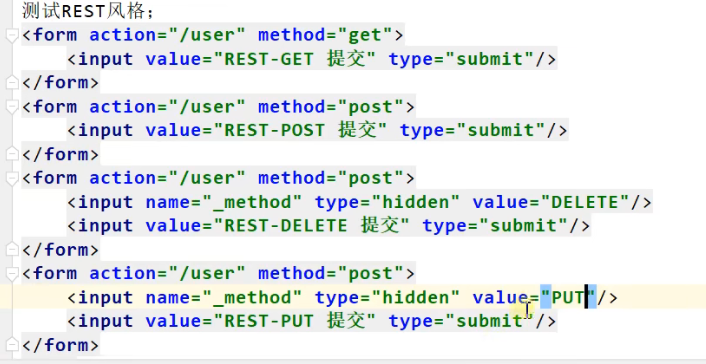 测试REST风格;
<form action="/user" method="get">
    <input value="REST-GET 提交" type="submit"/>
</form>
<form action="/user" method="post">
    <input value="REST-POST 提交" type="submit"/>
</form>
<form action="/user" method="post">
    <input name="_method" type="hidden" value="DELETE"/>
    <input value="REST-DELETE 提交" type="submit"/>
</form>
<form action="/user" method="post">
    <input name="_method" type="hidden" value="PUT"/>
    <input value="REST-PUT 提交" type="submit"/>
</form>